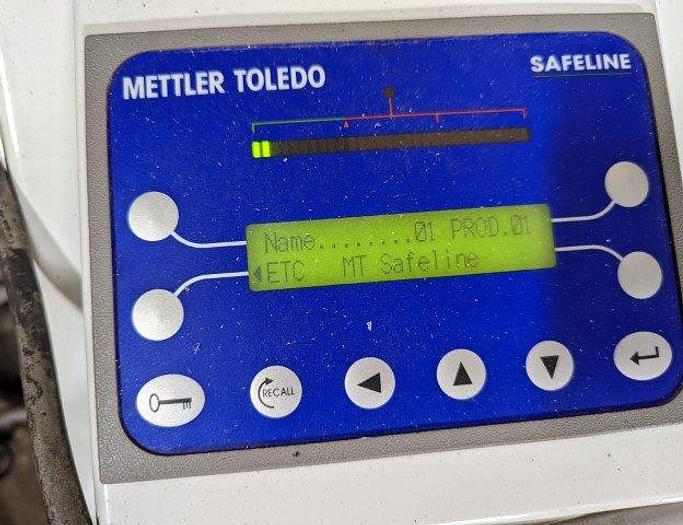 METTLER TOLEDO
SAFELINE
Name........01 PROD.01
ETC MT Safeline
RECALL